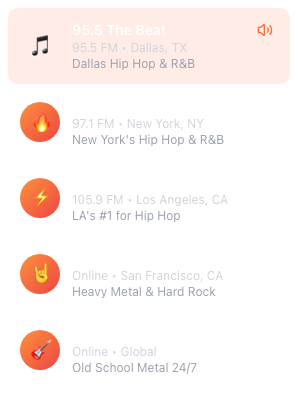 95.5 The Beat
95.5 FM • Dallas, TX
Dallas Hip Hop & R&B
97.1 FM • New York, NY
New York's Hip Hop & R&B
105.9 FM • Los Angeles, CA
LA's #1 for Hip Hop
Online • San Francisco, CA
Heavy Metal & Hard Rock
Online • Global
Old School Metal 24/7